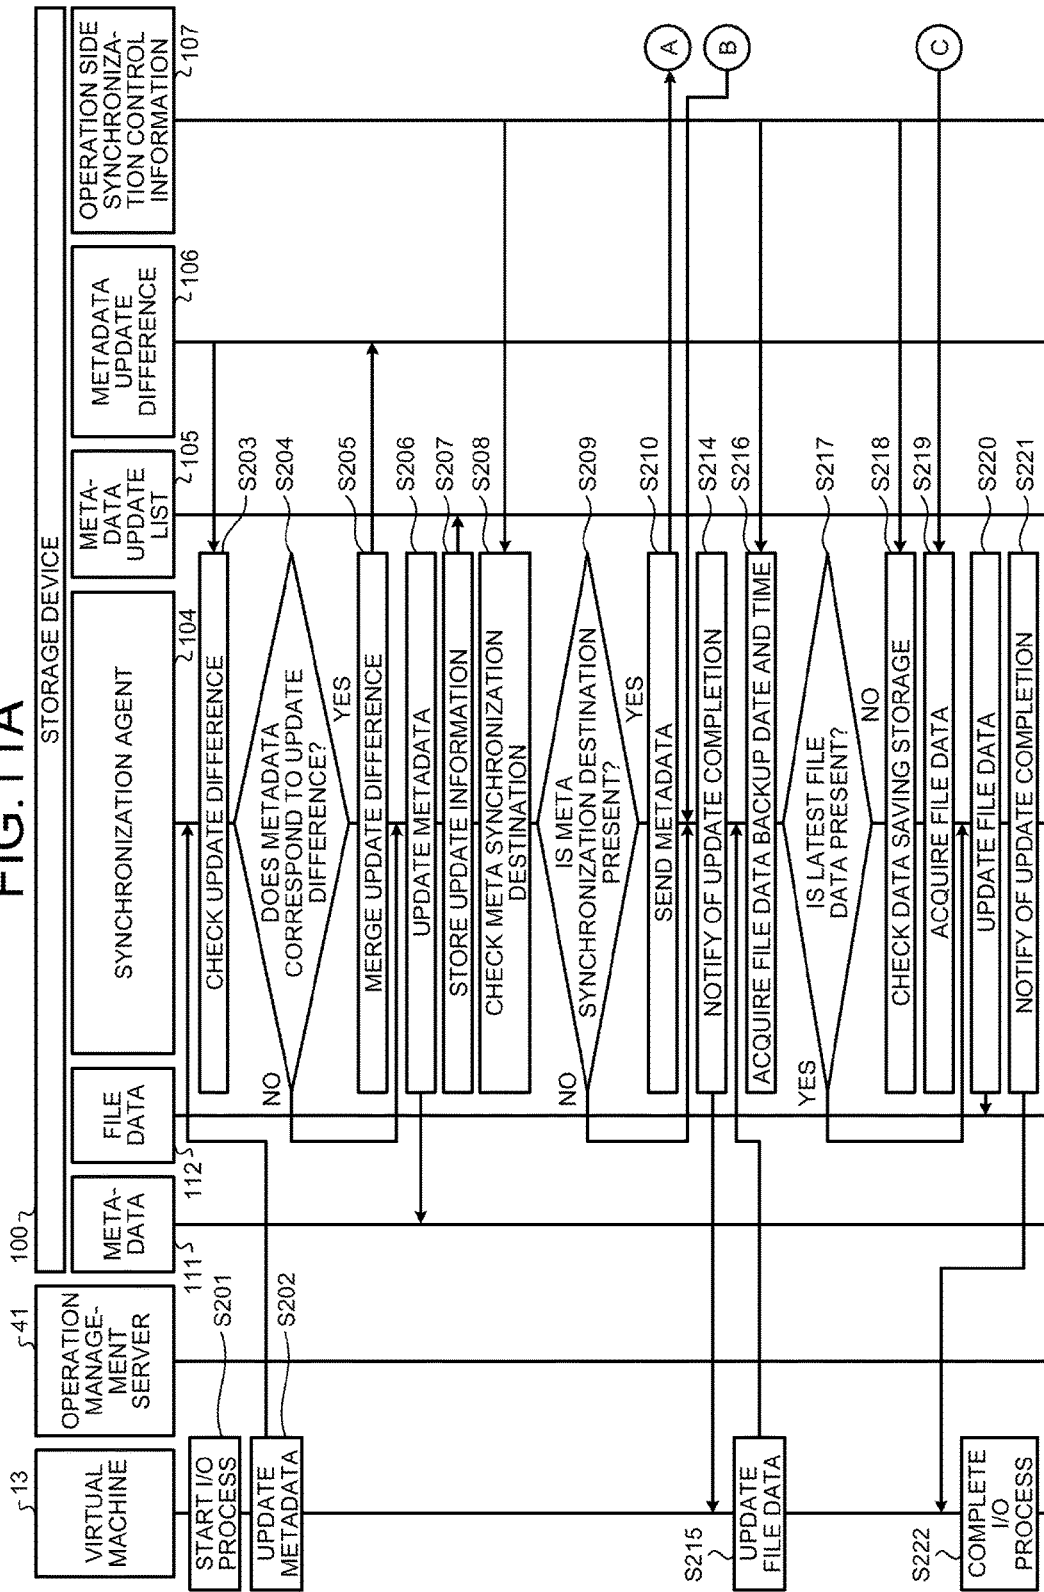 FIG.11A
STORAGE DEVICE
13
VIRTUAL
MACHINE
41
OPERATION
MANAGE-
MENT
SERVER
100
META-
DATA
111
FILE
DATA
112
SYNCHRONIZATION AGENT
104
META-
DATA
UPDATE
LIST
105
METADATA
UPDATE
DIFFERENCE
106
OPERATION SIDE
SYNCHRONIZA-
TION CONTROL
INFORMATION
107
START I/O
PROCESS
S201
UPDATE
METADATA
S202
CHECK UPDATE DIFFERENCE
S203
DOES METADATA
CORRESPOND TO UPDATE
DIFFERENCE?
S204
NO
YES
MERGE UPDATE DIFFERENCE
S205
UPDATE METADATA
S206
STORE UPDATE INFORMATION
S207
CHECK META SYNCHRONIZATION
DESTINATION
S208
IS META
SYNCHRONIZATION DESTINATION
PRESENT?
S209
NO
YES
SEND METADATA
S210
A
B
NOTIFY OF UPDATE COMPLETION
S214
S215
UPDATE
FILE DATA
ACQUIRE FILE DATA BACKUP DATE AND TIME
S216
IS LATEST FILE
DATA PRESENT?
S217
YES
NO
CHECK DATA SAVING STORAGE
S218
ACQUIRE FILE DATA
S219
C
UPDATE FILE DATA
S220
NOTIFY OF UPDATE COMPLETION
S221
S222
COMPLETE
I/O
PROCESS